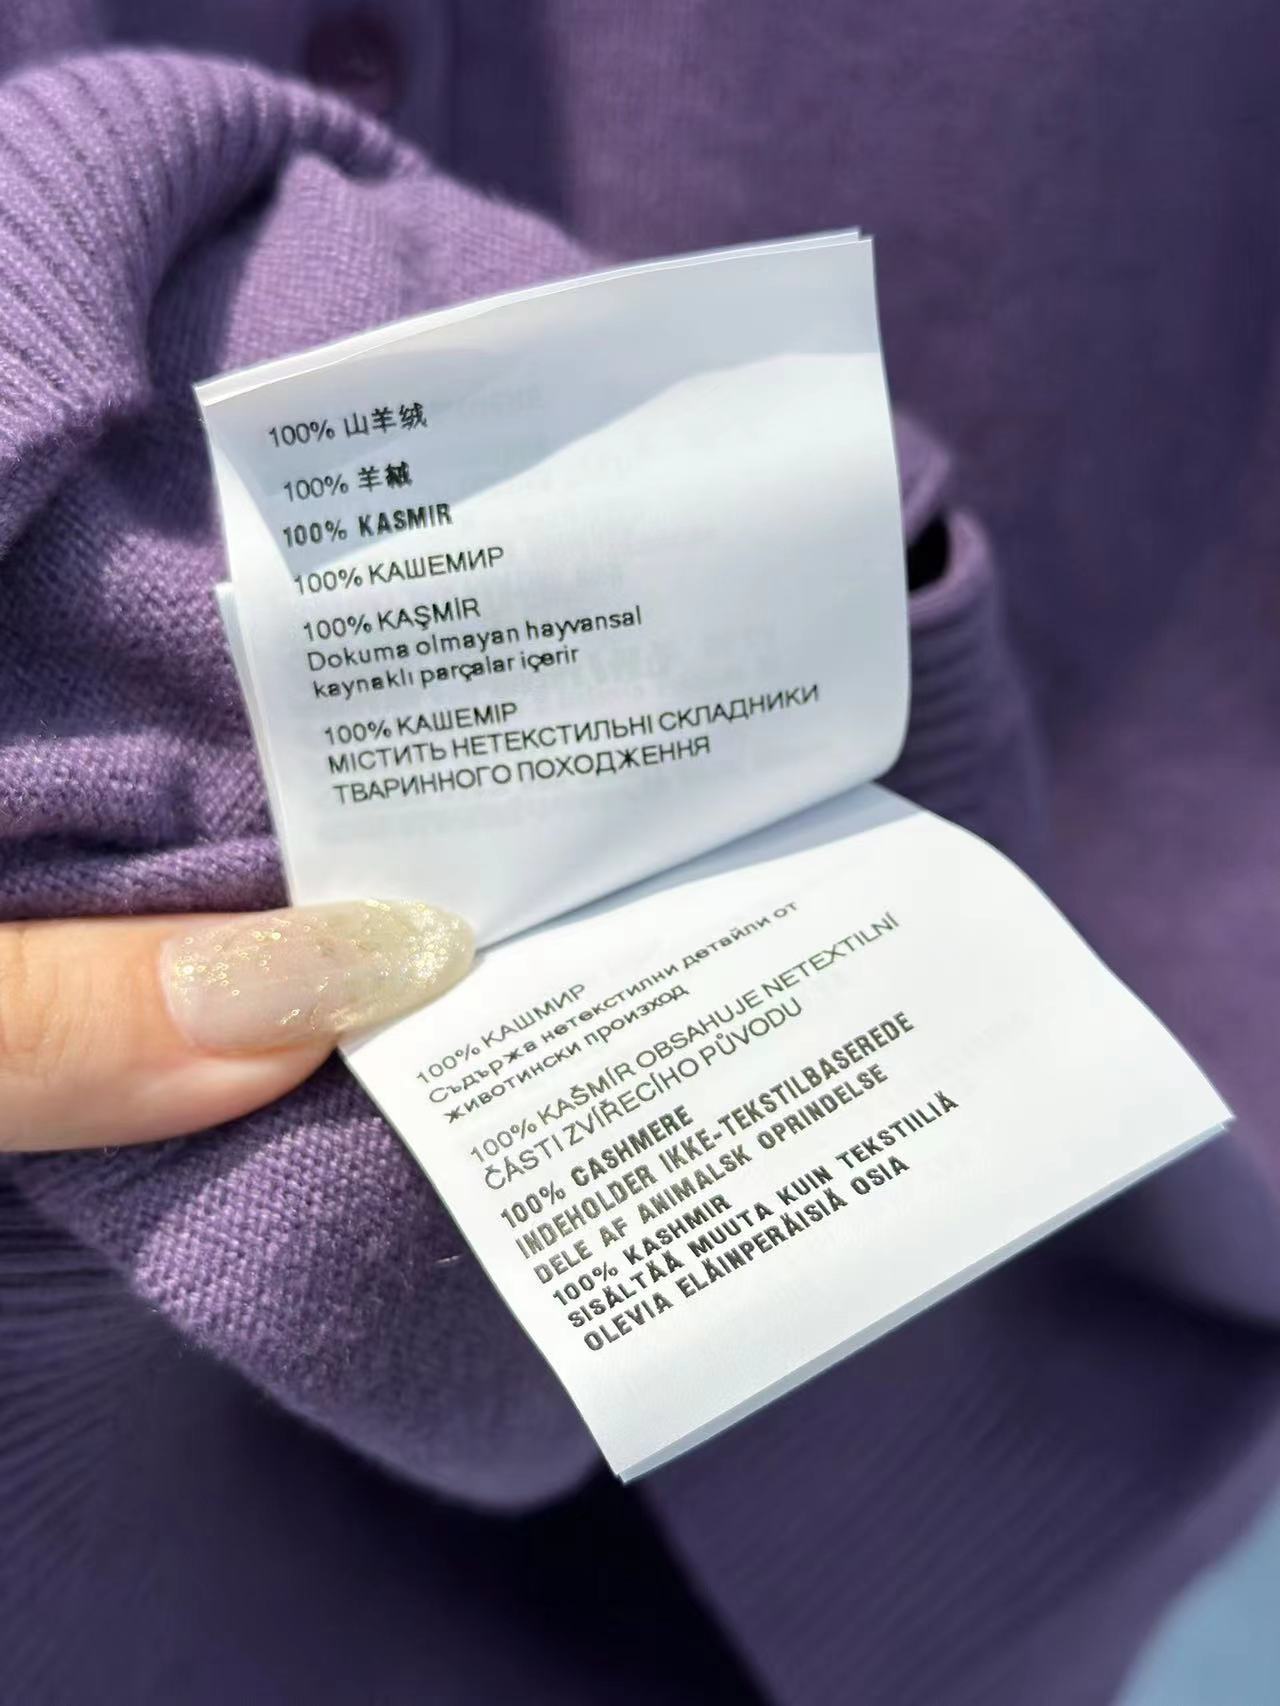 100% 山羊绒
100% 羊絨
100% KASMIR
100% КАШЕМИР
100% KAŞMİR
Dokuma olmayan hayvansal
kaynaklı parçalar içerir
100% КАШЕМІР
МІСТИТЬ НЕТЕКСТИЛЬНІ СКЛАДНИКИ
ТВАРИННОГО ПОХОДЖЕННЯ
100% КАШМИР
Съдържа нетекстилни детайли от
животински произход
100% KAŠMÍR OBSAHUJE NETEXTILNÍ
ČÁSTI ZVÍŘECÍHO PŮVODU
100% CASHMERE
INDEHOLDER IKKE-TEKSTILBASEREDE
DELE AF ANIMALSK OPRINDELSE
100% KASHMIR
SISÄLTÄÄ MUUTA KUIN TEKSTIILIÄ
OLEVIA ELÄINPERÄISIÄ OSIA